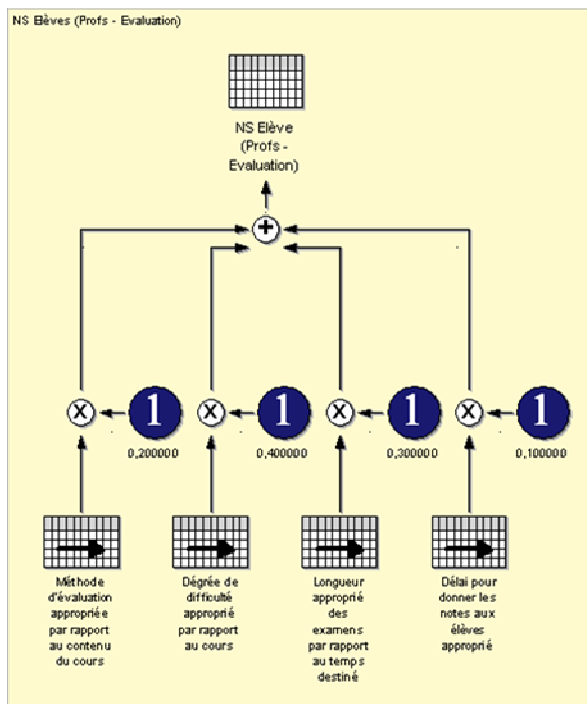 NS Elèves (Profs - Evaluation)
NS Elève
(Profs -
Evaluation)
+
X 1 X 1 X 1 X 1
0,200000 0,400000 0,300000 0,100000
Méthode
d'évaluation
appropriée
par rapport
au contenu
du cours
Dégrée de
difficulté
approprié
par rapport
au cours
Longueur
approprié
des
examens
par rapport
au temps
destiné
Délai pour
donner les
notes aux
élèves
approprié